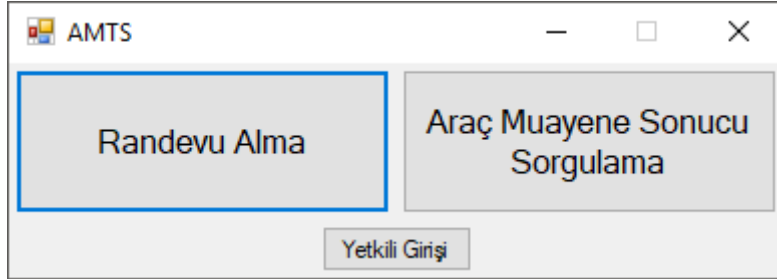 AMTS
Randevu Alma
Araç Muayene Sonucu
Sorgulama
Yetkili Girişi